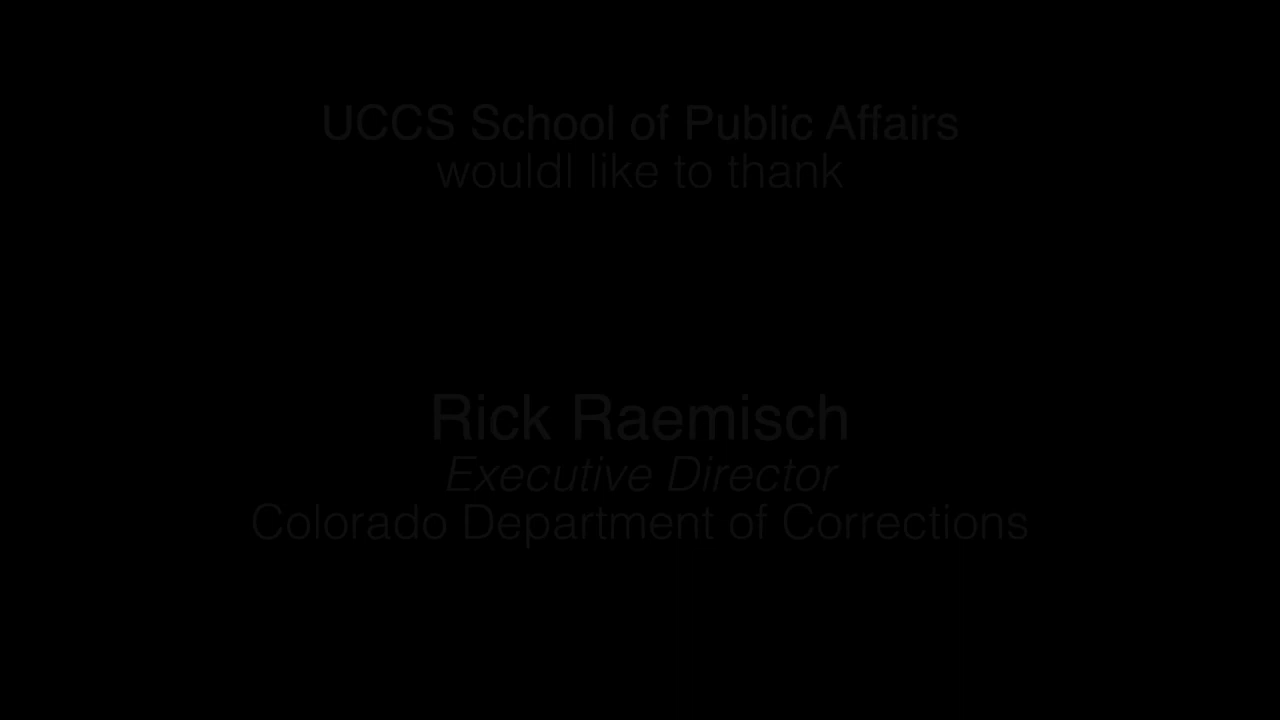 UCCS School of Public Affairs
wouldl like to thank
Rick Raemisch
Executive Director
Colorado Department of Corrections